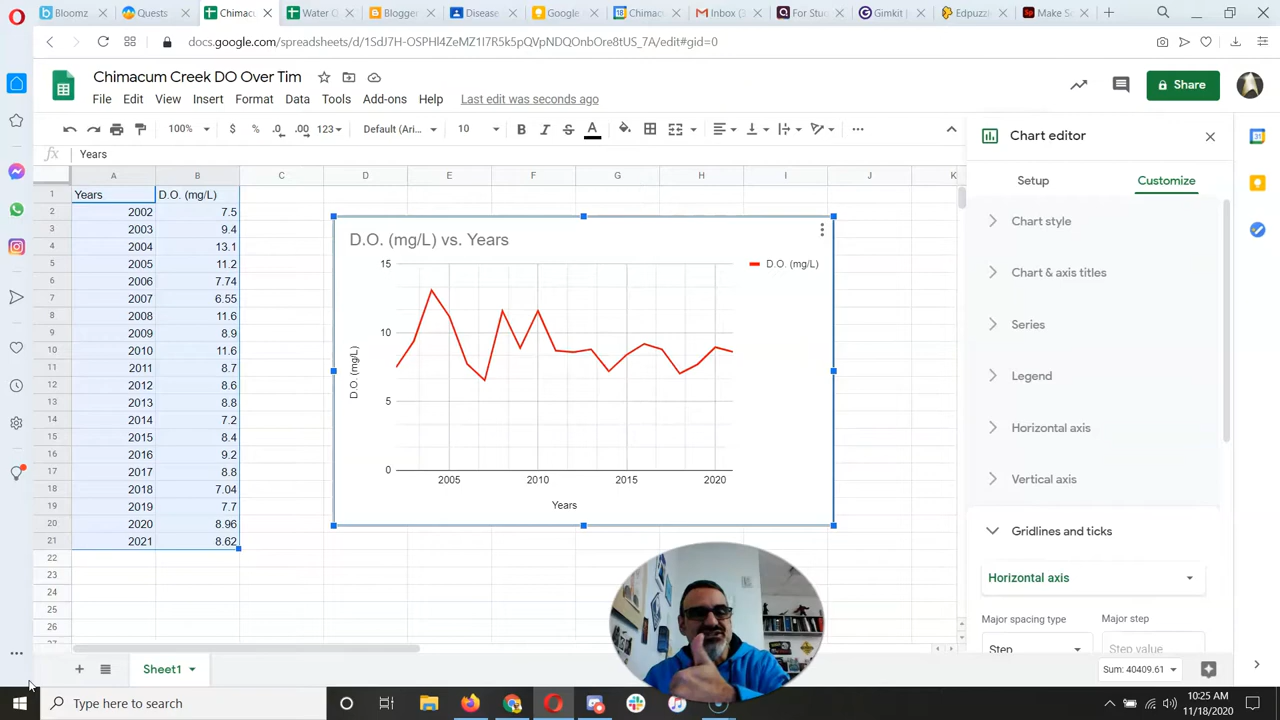 Bloomz
Quests
Chimac
Water Q
Blogger
Disease
Google
Chimac
Inbox (
For Stu
Gimkit
Edpuzzl
Make Sc
docs.google.com/spreadsheets/d/1SdJ7H-OSPHl4ZeMZ1I7R5k5pQVpNDQOnbOre8tUS_7A/edit#gid=0
Chimacum Creek DO Over Tim
Share
File Edit View Insert Format Data Tools Add-ons Help Last edit was seconds ago
100% $ % .0 .00 123 Default (Ari... 10 B I S A
fx Years
Chart editor
Setup Customize
A B C D E F G H I J K
1 Years D.O. (mg/L)
2 2002 7.5
3 2003 9.4
4 2004 13.1
5 2005 11.2
6 2006 7.74
7 2007 6.55
8 2008 11.6
9 2009 8.9
10 2010 11.6
11 2011 8.7
12 2012 8.6
13 2013 8.8
14 2014 7.2
15 2015 8.4
16 2016 9.2
17 2017 8.8
18 2018 7.04
19 2019 7.7
20 2020 8.96
21 2021 8.62
22
23
24
25
26
27
D.O. (mg/L) vs. Years
D.O. (mg/L)
15
10
5
0
D.O. (mg/L)
2005 2010 2015 2020
Years
Chart style
Chart & axis titles
Series
Legend
Horizontal axis
Vertical axis
Gridlines and ticks
Horizontal axis
Major spacing type Major step
Step Step value
Sheet1
Sum: 40409.61
Type here to search
10:25 AM
11/18/2020